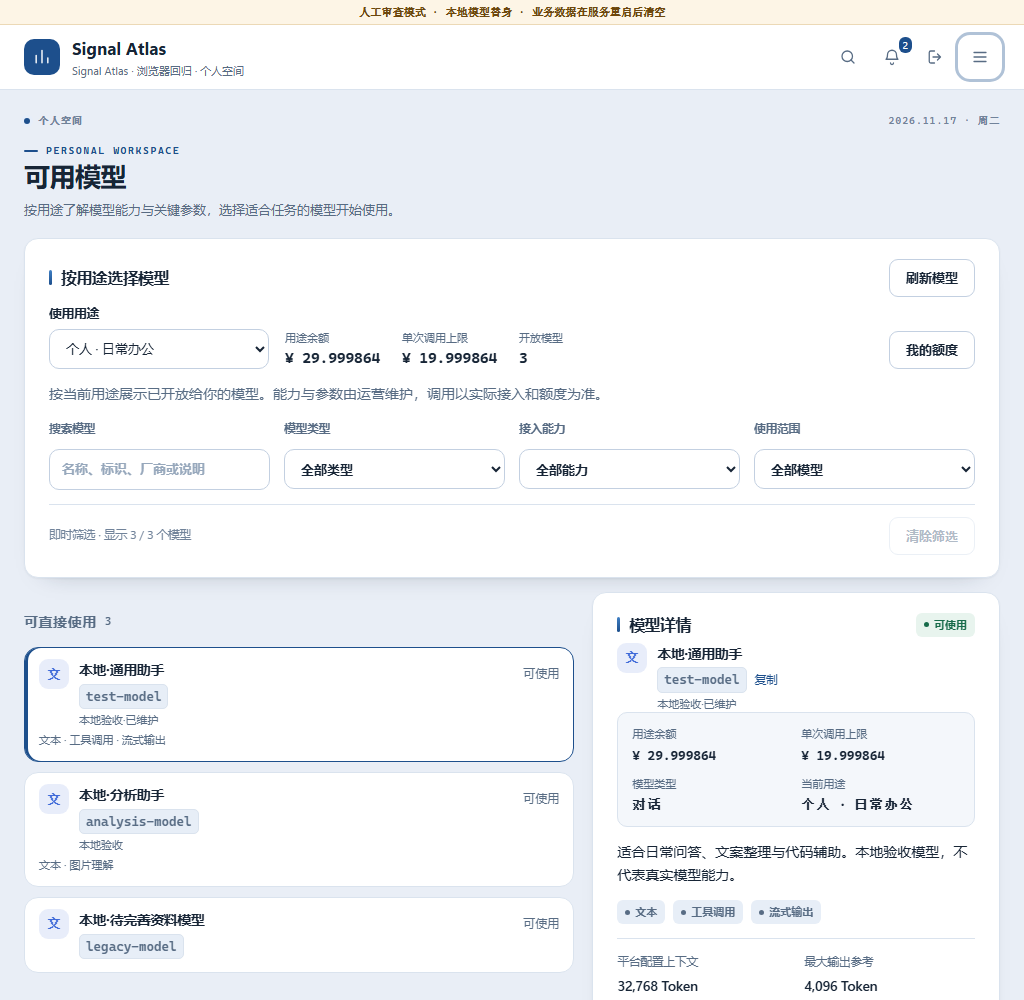 人工审查模式 · 本地模型替身 · 业务数据在服务重启后清空
Signal Atlas
Signal Atlas · 浏览器回归 · 个人空间
2
个人空间
2026.11.17 · 周二
PERSONAL WORKSPACE
可用模型
按用途了解模型能力与关键参数，选择适合任务的模型开始使用。
按用途选择模型
刷新模型
使用用途
个人 · 日常办公
用途余额
¥ 29.999864
单次调用上限
¥ 19.999864
开放模型
3
我的额度
按当前用途展示已开放给你的模型。能力与参数由运营维护，调用以实际接入和额度为准。
搜索模型
模型类型
接入能力
使用范围
名称、标识、厂商或说明
全部类型
全部能力
全部模型
即时筛选 · 显示 3 / 3 个模型
清除筛选
可直接使用 3
文
本地·通用助手
可使用
test-model
本地验收·已维护
文本 · 工具调用 · 流式输出
文
本地·分析助手
可使用
analysis-model
本地验收
文本 · 图片理解
文
本地·待完善资料模型
可使用
legacy-model
模型详情
可使用
文
本地·通用助手
test-model 复制
本地验收·已维护
用途余额
¥ 29.999864
单次调用上限
¥ 19.999864
模型类型
对话
当前用途
个人 · 日常办公
适合日常问答、文案整理与代码辅助。本地验收模型，不
代表真实模型能力。
文本
工具调用
流式输出
平台配置上下文
32,768 Token
最大输出参考
4,096 Token